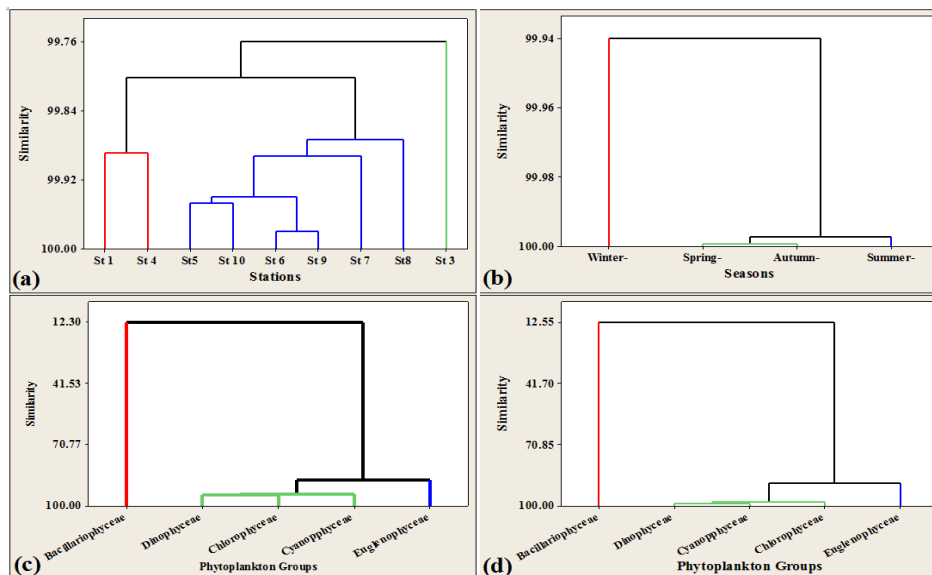 99.76
99.84
99.92
100.00
Similarity
St 1 St 4 St5 St 10 St 6 St 9 St 7 St8 St 3
Stations
(a)
99.94
99.96
99.98
100.00
Similarity
Winter- Spring- Autumn- Summer-
Seasons
(b)
12.30
41.53
70.77
100.00
Similarity
Bacillariophyceae Dinophyceae Chlorophyceae Cyanopphyceae Euglenophyceae
Phytoplankton Groups
(c)
12.55
41.70
70.85
100.00
Similarity
Bacillariophyceae Dinophyceae Cyanopphyceae Chlorophyceae Euglenophyceae
Phytoplankton Groups
(d)